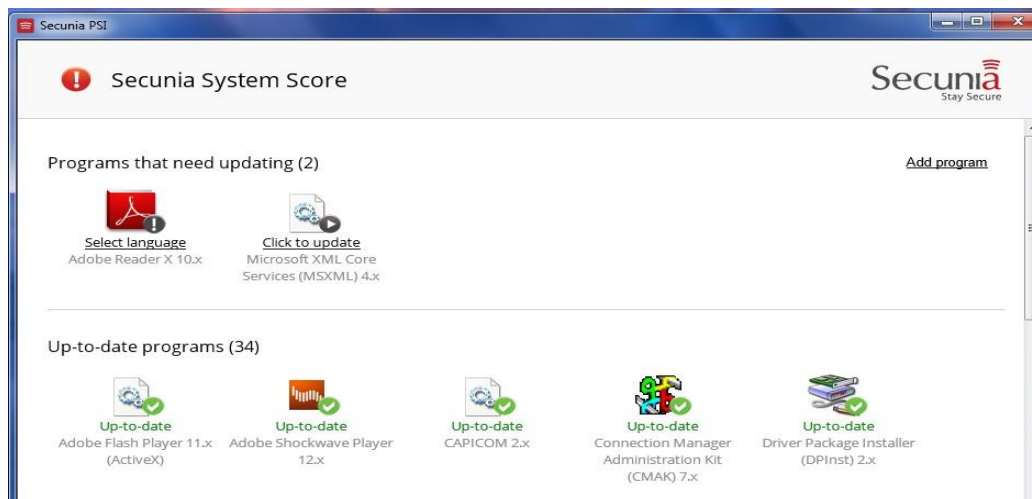 Secunia PSI
Secunia System Score
Secunia
Stay Secure
Programs that need updating (2)
Add program
Select language
Adobe Reader X 10.x
Click to update
Microsoft XML Core
Services (MSXML) 4.x
Up-to-date programs (34)
Up-to-date
Adobe Flash Player 11.x
(ActiveX)
Up-to-date
Adobe Shockwave Player
12.x
Up-to-date
CAPICOM 2.x
Up-to-date
Connection Manager
Administration Kit
(CMAK) 7.x
Up-to-date
Driver Package Installer
(DPInst) 2.x